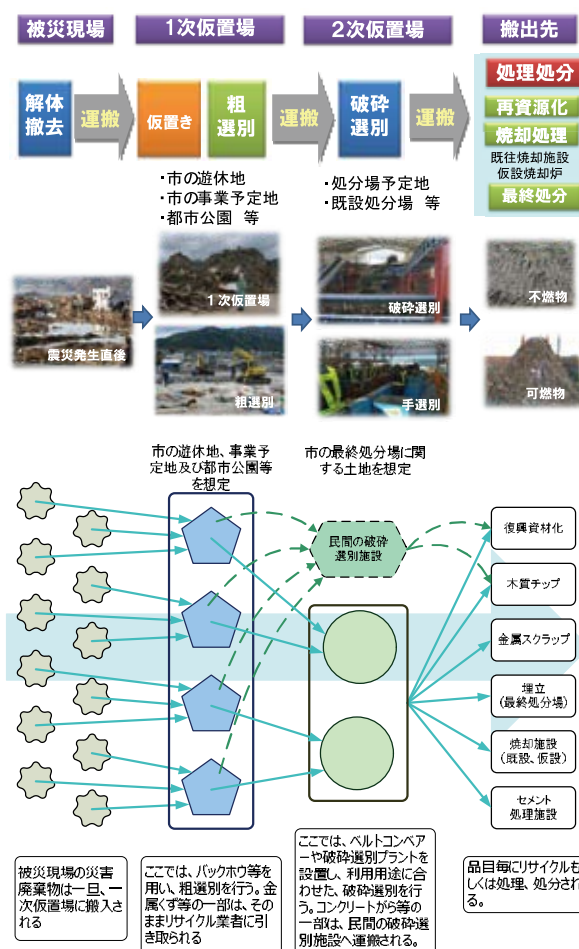 被災現場
1次仮置場
2次仮置場
搬出先
解体
撤去
運搬
仮置き
粗
選別
運搬
破砕
選別
運搬
処理処分
再資源化
焼却処理
既往焼却施設
仮設焼却炉
最終処分
・市の遊休地
・市の事業予定地
・都市公園 等
・処分場予定地
・既設処分場 等
震災発生直後
1次仮置場
粗選別
破砕選別
手選別
不燃物
可燃物
市の遊休地、事業予
定地及び都市公園等
を想定
市の最終処分場に関
する土地を想定
民間の破砕
選別施設
復興資材化
木質チップ
金属スクラップ
埋立
(最終処分場)
焼却施設
(既設、仮設)
セメント
処理施設
被災現場の災害
廃棄物は一旦、一
次仮置場に搬入さ
れる
ここでは、バックホウ等を
用い、粗選別を行う。金
属くず等の一部は、その
ままリサイクル業者に引
き取られる
ここでは、ベルトコンベア
ーや破砕選別プラントを
設置し、利用用途に合
わせた、破砕選別を行
う。コンクリートがら等の
一部は、民間の破砕選
別施設へ運搬される。
品目毎にリサイクルも
しくは処理、処分され
る。